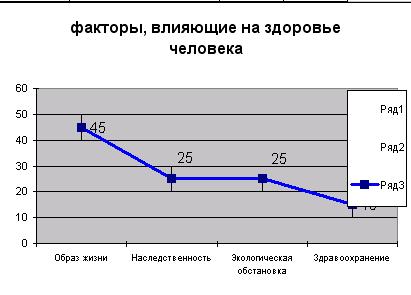 факторы, влияющие на здоровье
человека
60
50
40
30
20
10
0
45
25
25
Ряд1
Ряд2
Ряд3
Образ жизни
Наследственность
Экологическая
обстановка
Здравоохранение